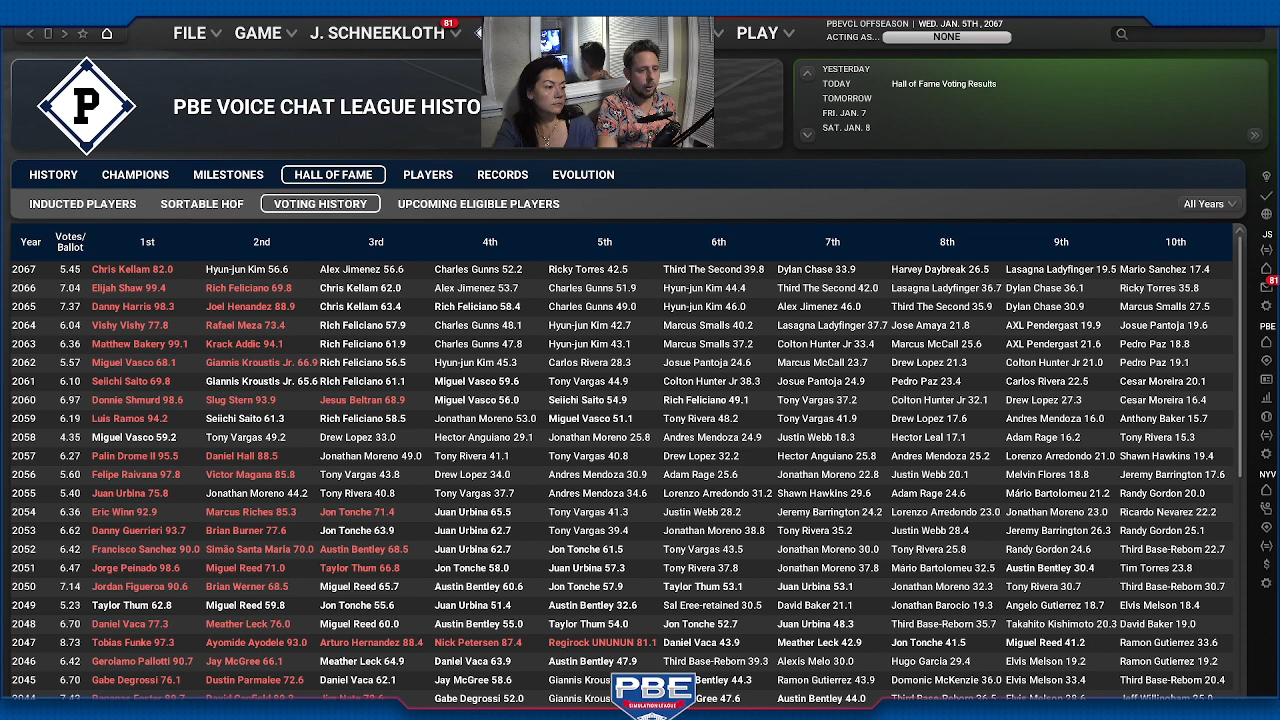 FILE GAME J. SCHNEEKLOTH 81 PLAY
PBEVCL OFFSEASON | WED. JAN. 5TH , 2067
ACTING AS... NONE
P
PBE VOICE CHAT LEAGUE HISTO
YESTERDAY
TODAY Hall of Fame Voting Results
TOMORROW
FRI. JAN. 7
SAT. JAN. 8
HISTORY CHAMPIONS MILESTONES HALL OF FAME PLAYERS RECORDS EVOLUTION
INDUCTED PLAYERS SORTABLE HOF VOTING HISTORY UPCOMING ELIGIBLE PLAYERS All Years
Year Votes/Ballot 1st 2nd 3rd 4th 5th 6th 7th 8th 9th 10th
2067 5.45 Chris Kellam 82.0 Hyun-jun Kim 56.6 Alex Jimenez 56.6 Charles Gunns 52.2 Ricky Torres 42.5 Third The Second 39.8 Dylan Chase 33.9 Harvey Daybreak 26.5 Lasagna Ladyfinger 19.5 Mario Sanchez 17.4
2066 7.04 Elijah Shaw 99.4 Rich Feliciano 69.8 Chris Kellam 62.0 Alex Jimenez 53.7 Charles Gunns 51.9 Hyun-jun Kim 44.4 Third The Second 42.0 Lasagna Ladyfinger 36.7 Dylan Chase 36.1 Ricky Torres 35.8
2065 7.37 Danny Harris 98.3 Joel Henandez 88.9 Chris Kellam 63.4 Rich Feliciano 58.4 Charles Gunns 49.0 Hyun-jun Kim 46.0 Alex Jimenez 46.0 Third The Second 35.9 Dylan Chase 30.9 Marcus Smalls 27.5
2064 6.04 Vishy Vishy 77.8 Rafael Meza 73.4 Rich Feliciano 57.9 Charles Gunns 48.1 Hyun-jun Kim 42.7 Marcus Smalls 40.2 Lasagna Ladyfinger 37.7 Jose Amaya 21.8 AXL Pendergast 19.9 Josue Pantoja 19.6
2063 6.36 Matthew Bakery 99.1 Krack Addic 94.1 Rich Feliciano 61.9 Charles Gunns 47.8 Hyun-jun Kim 43.1 Marcus Smalls 37.2 Colton Hunter Jr 33.4 Marcus McCall 25.6 AXL Pendergast 21.6 Pedro Paz 18.8
2062 5.57 Miguel Vasco 68.1 Giannis Kroustis Jr. 66.9 Rich Feliciano 56.5 Hyun-jun Kim 45.3 Carlos Rivera 28.3 Josue Pantoja 24.6 Marcus McCall 23.7 Drew Lopez 21.3 Colton Hunter Jr 21.0 Pedro Paz 19.1
2061 6.10 Seiichi Saito 69.8 Giannis Kroustis Jr. 65.6 Rich Feliciano 61.1 Miguel Vasco 59.6 Tony Vargas 44.9 Colton Hunter Jr 38.3 Josue Pantoja 24.9 Pedro Paz 23.4 Carlos Rivera 22.5 Cesar Moreira 20.1
2060 6.97 Donnie Shmurd 98.6 Slug Stern 93.9 Jesus Beltran 68.9 Miguel Vasco 56.0 Seiichi Saito 54.9 Rich Feliciano 49.1 Tony Vargas 37.2 Colton Hunter Jr 32.1 Drew Lopez 27.3 Cesar Moreira 16.4
2059 6.19 Luis Ramos 94.2 Seiichi Saito 61.3 Rich Feliciano 58.5 Jonathan Moreno 53.0 Miguel Vasco 51.1 Tony Rivera 48.2 Tony Vargas 41.9 Drew Lopez 17.6 Andres Mendoza 16.0 Anthony Baker 15.7
2058 4.35 Miguel Vasco 59.2 Tony Vargas 49.2 Drew Lopez 33.0 Hector Anguiano 29.1 Jonathan Moreno 25.8 Andres Mendoza 24.9 Justin Webb 18.3 Hector Leal 17.1 Adam Rage 16.2 Tony Rivera 15.3
2057 6.27 Palin Drome II 95.5 Daniel Hall 88.5 Jonathan Moreno 49.0 Tony Rivera 41.1 Tony Vargas 40.8 Drew Lopez 32.2 Hector Anguiano 25.8 Andres Mendoza 25.2 Lorenzo Arredondo 21.0 Shawn Hawkins 19.4
2056 5.60 Felipe Raivana 97.8 Victor Magana 85.8 Tony Vargas 43.8 Drew Lopez 34.0 Andres Mendoza 30.9 Adam Rage 25.6 Jonathan Moreno 22.8 Justin Webb 20.1 Melvin Flores 18.8 Jeremy Barringer 17.6
2055 5.40 Juan Urbina 75.8 Jonathan Moreno 44.2 Tony Rivera 40.8 Tony Vargas 37.7 Andres Mendoza 34.6 Lorenzo Arredondo 31.2 Shawn Hawkins 29.6 Adam Rage 24.6 Mário Bartolomeu 21.2 Randy Gordon 20.0
2054 6.36 Eric Winn 92.9 Marcus Riches 85.3 Jon Tonche 71.4 Juan Urbina 65.5 Tony Vargas 41.3 Justin Webb 28.2 Jeremy Barringer 24.2 Lorenzo Arredondo 23.0 Jonathan Moreno 23.0 Ricardo Nevarez 22.2
2053 6.62 Danny Guerrieri 93.7 Brian Burner 77.6 Jon Tonche 63.9 Juan Urbina 62.7 Tony Vargas 39.4 Jonathan Moreno 38.8 Tony Rivera 35.2 Justin Webb 28.4 Jeremy Barringer 26.3 Randy Gordon 25.1
2052 6.42 Francisco Sanchez 90.0 Simão Santa Maria 70.0 Austin Bentley 68.5 Juan Urbina 62.7 Jon Tonche 61.5 Tony Vargas 43.5 Jonathan Moreno 30.0 Tony Rivera 25.8 Randy Gordon 24.6 Third Base-Reborn 22.7
2051 6.47 Jorge Peinado 98.6 Miguel Reed 71.0 Taylor Thum 66.8 Jon Tonche 58.0 Juan Urbina 57.3 Tony Rivera 37.8 Jonathan Moreno 37.8 Mário Bartolomeu 32.5 Austin Bentley 30.4 Tim Torres 23.8
2050 7.14 Jordan Figueroa 90.6 Brian Werner 68.5 Miguel Reed 65.7 Austin Bentley 60.6 Jon Tonche 57.9 Taylor Thum 53.1 Juan Urbina 53.1 Jonathan Moreno 32.3 Tony Rivera 30.7 Third Base-Reborn 30.7
2049 5.23 Taylor Thum 62.8 Miguel Reed 59.8 Jon Tonche 55.6 Juan Urbina 51.4 Austin Bentley 32.6 Sal Eree-retained 30.5 David Baker 21.1 Jonathan Barocio 19.3 Angelo Gutierrez 18.7 Elvis Melson 18.4
2048 6.70 Daniel Vaca 77.3 Meather Leck 76.0 Miguel Reed 60.0 Austin Bentley 55.0 Taylor Thum 54.0 Jon Tonche 52.7 Juan Urbina 48.3 Third Base-Reborn 35.7 Takahito Kishimoto 20.3 David Baker 19.0
2047 8.73 Tobias Funke 97.3 Ayomide Ayodele 93.0 Arturo Hernandez 88.4 Nick Petersen 87.4 Regirock UNUNUN 81.1 Daniel Vaca 43.9 Meather Leck 42.9 Jon Tonche 41.5 Miguel Reed 41.2 Ramon Gutierrez 33.6
2046 6.42 Geroiamo Pallotti 90.7 Jay McGree 66.1 Meather Leck 64.9 Daniel Vaca 63.9 Austin Bentley 47.9 Third Base-Reborn 39.3 Alexis Melo 30.0 Hugo Garcia 29.4 Elvis Melson 19.2 Ramon Gutierrez 19.2
2045 6.70 Gabe Degrossi 76.1 Dustin Parmalee 72.6 Daniel Vaca 62.1 Jay McGree 58.6 Giannis Krous Bentley 44.3 Ramon Gutierrez 43.9 Domonic McKenzie 36.0 Elvis Melson 33.4 Third Base-Reborn 20.4
Gabe Degrossi 52.0 Giannis Krous 47.6 Austin Bentley 44.0
PBE
SIMULATION LEAGUE
JS
81
PBE
NYV